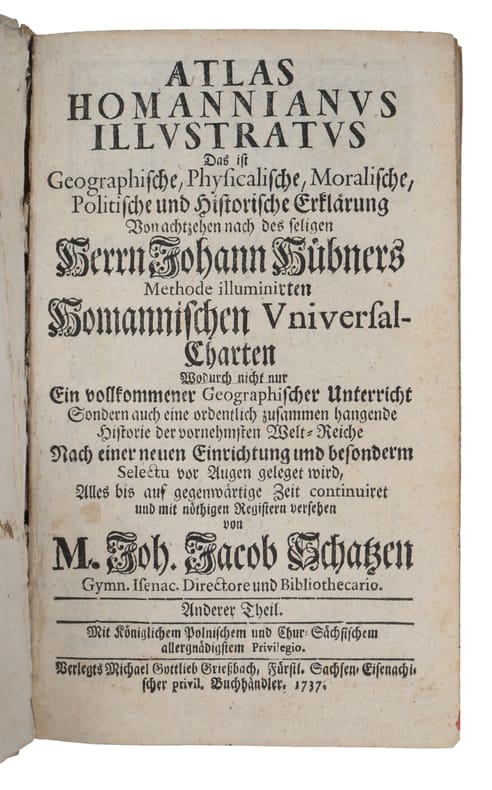 ATLAS
HOMANNIANVS
ILLVSTRATVS
Das ist
Geographische, Physicalische, Moralische,
Politische und Historische Erklärung
Von achtzehen nach des seligen
Herrn Johann Hübners
Methode illuminirten
Homannischen Vniversal-
Charten
Wodurch nicht nur
Ein vollkommener Geographischer Unterricht
Sondern auch eine ordentlich zusammen hangende
Historie der vornehmsten Welt-Reiche
Nach einer neuen Einrichtung und besonderm
Selectu vor Augen geleget wird,
Alles bis auf gegenwärtige Zeit continuiret
und mit nöthigen Registern versehen
von
M. Joh. Jacob Schatzen
Gymn. Isenac. Directore und Bibliothecario.
Anderer Theil.
Mit Königlichem Polnischem und Chur-Sächsischem
allergnädigstem Privilegio.
Verlegts Michael Gottlieb Grießbach, Fürstl. Sachsen-Eisenachi-
scher privil. Buchhändler. 1737.